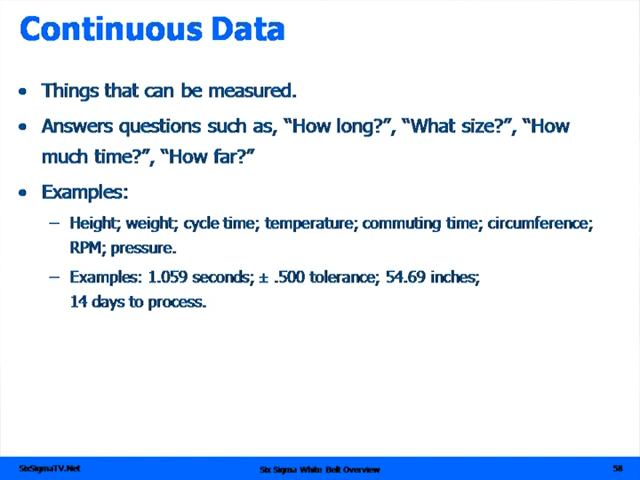 Continuous Data
• Things that can be measured.
• Answers questions such as, “How long?”, “What size?”, “How
much time?”, “How far?”
• Examples:
– Height; weight; cycle time; temperature; commuting time; circumference;
RPM; pressure.
– Examples: 1.059 seconds; ± .500 tolerance; 54.69 inches;
14 days to process.
SixSigmaTV.Net
Six Sigma White Belt Overview
58